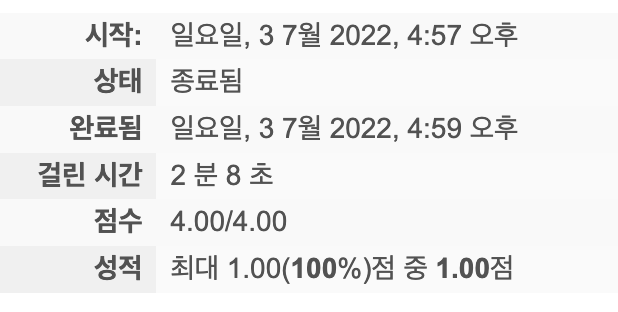 시작: 일요일, 3 7월 2022, 4:57 오후
상태 종료됨
완료됨 일요일, 3 7월 2022, 4:59 오후
걸린 시간 2 분 8 초
점수 4.00/4.00
성적 최대 1.00(100%)점 중 1.00점